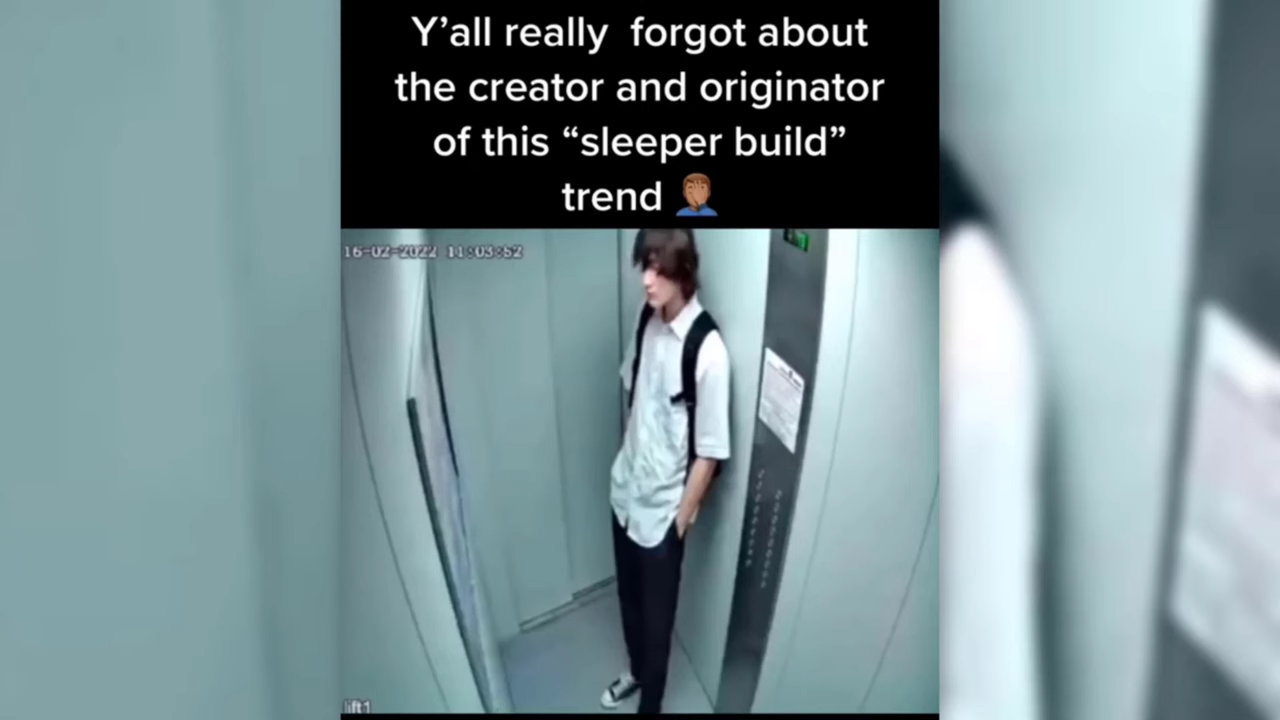 Y’all really forgot about
the creator and originator
of this “sleeper build”
trend 🤦🏾‍♂️
16-02-2022 11:03:52
lift1